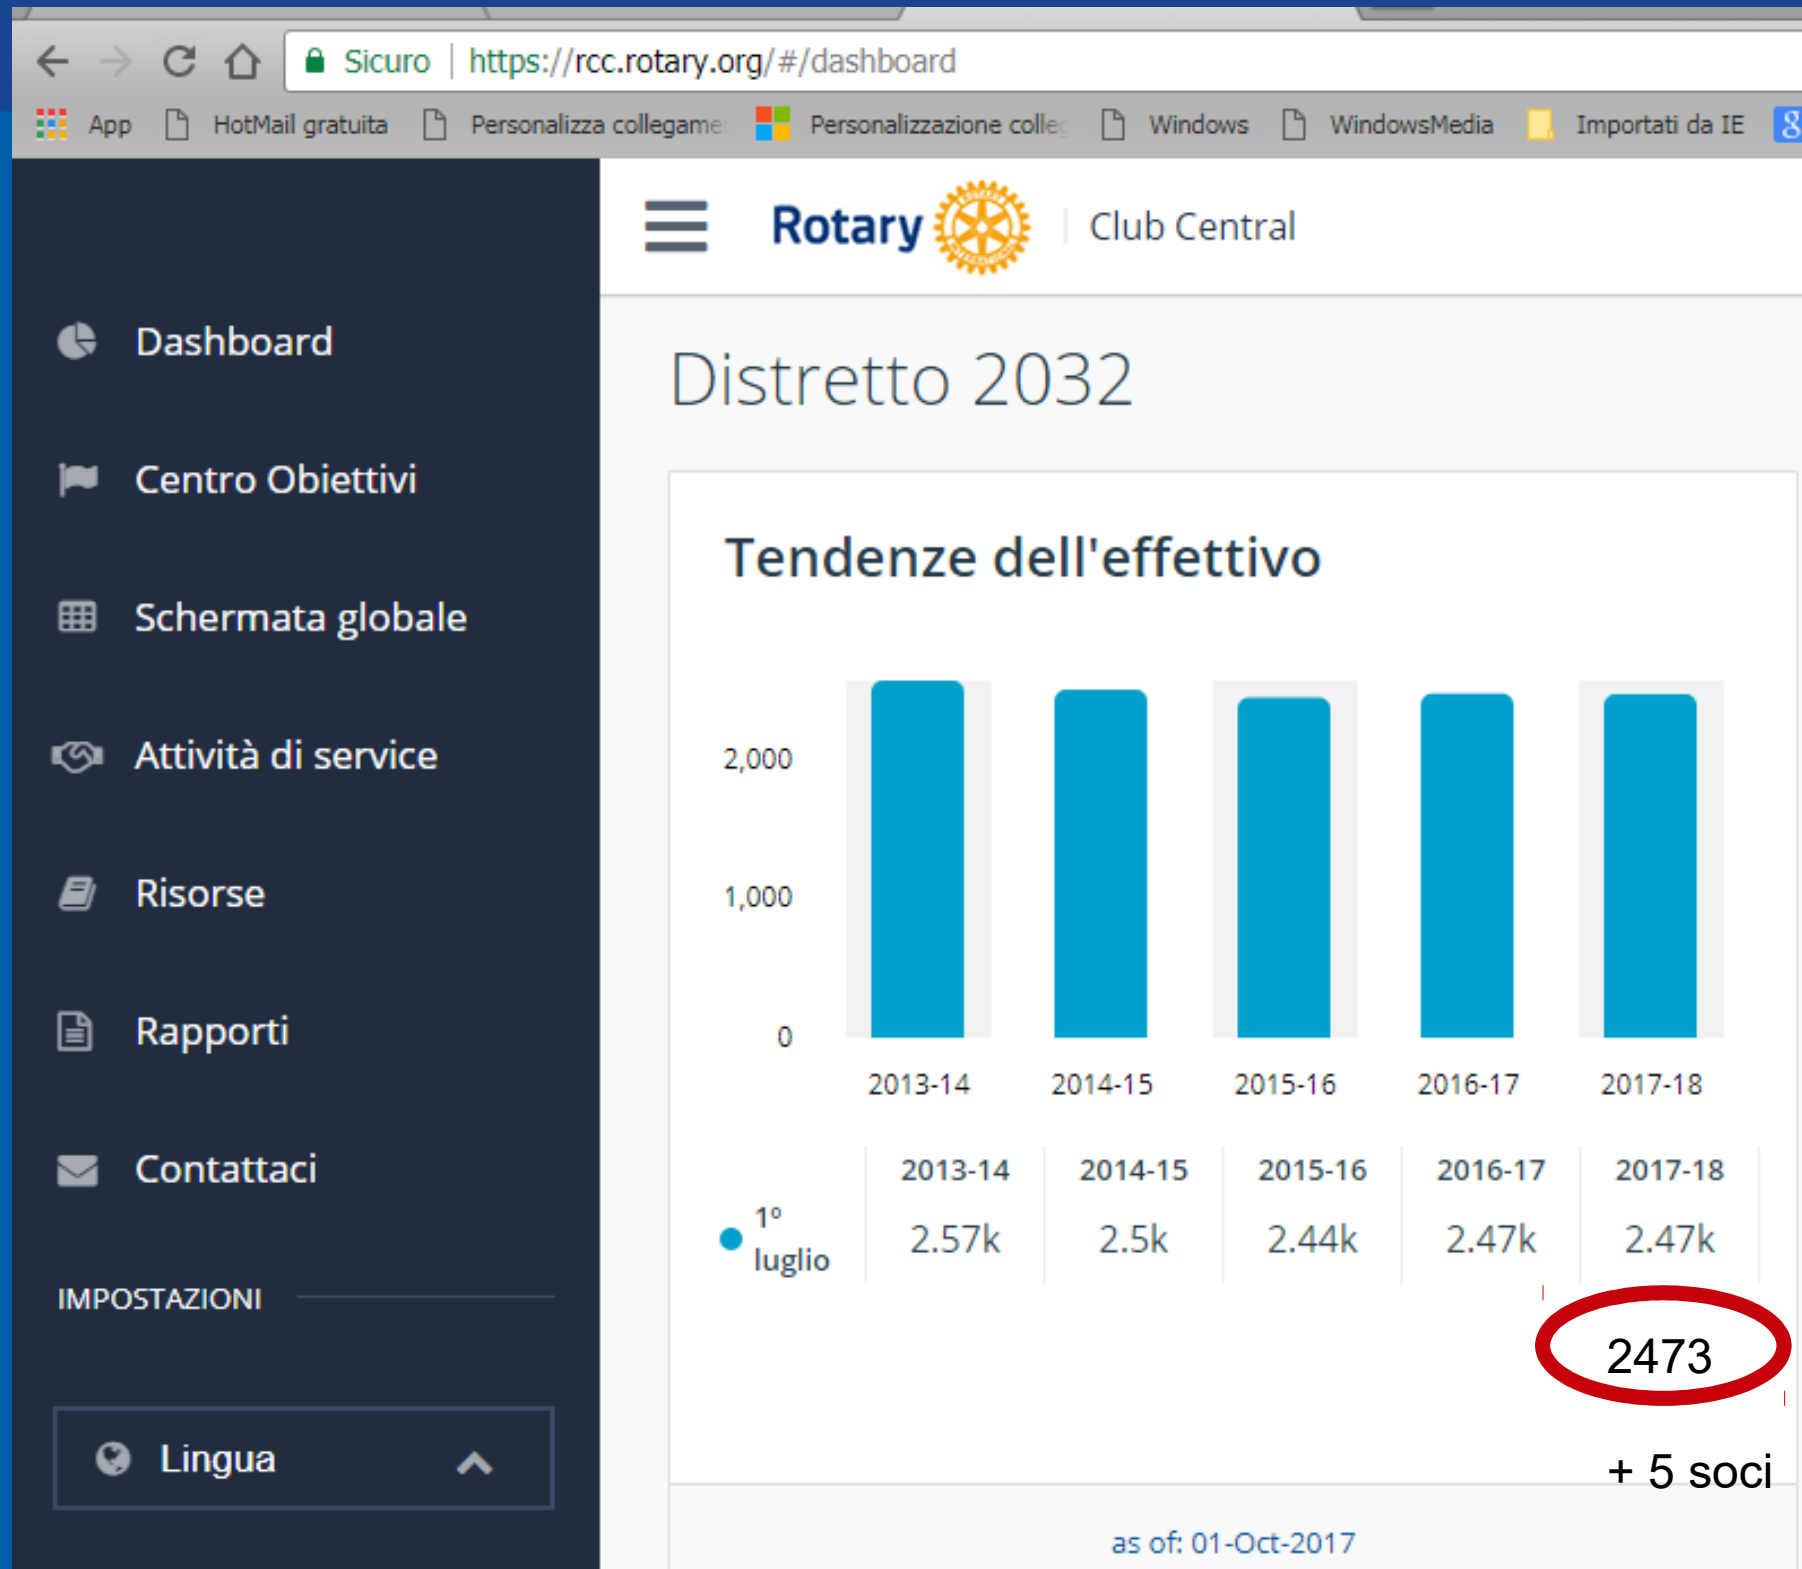 Sicuro | https://rcc.rotary.org/#/dashboard
App HotMail gratuita Personalizza collegame Personalizzazione colleg Windows WindowsMedia Importati da IE 8
Rotary | Club Central
Dashboard
Centro Obiettivi
Schermata globale
Attività di service
Risorse
Rapporti
Contattaci
IMPOSTAZIONI
Lingua
Distretto 2032
Tendenze dell'effettivo
2,000
1,000
0
2013-14 2014-15 2015-16 2016-17 2017-18
2013-14 2014-15 2015-16 2016-17 2017-18
1º luglio 2.57k 2.5k 2.44k 2.47k 2.47k
2473
+ 5 soci
as of: 01-Oct-2017